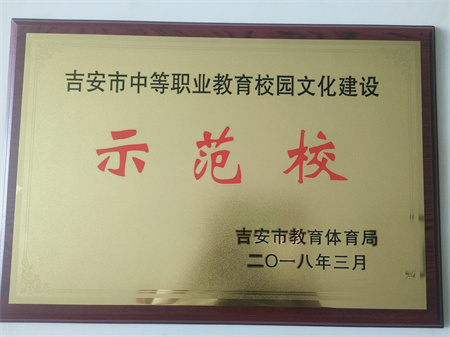 吉安市中等职业教育校园文化建设
示范校
吉安市教育体育局
二〇一八年三月